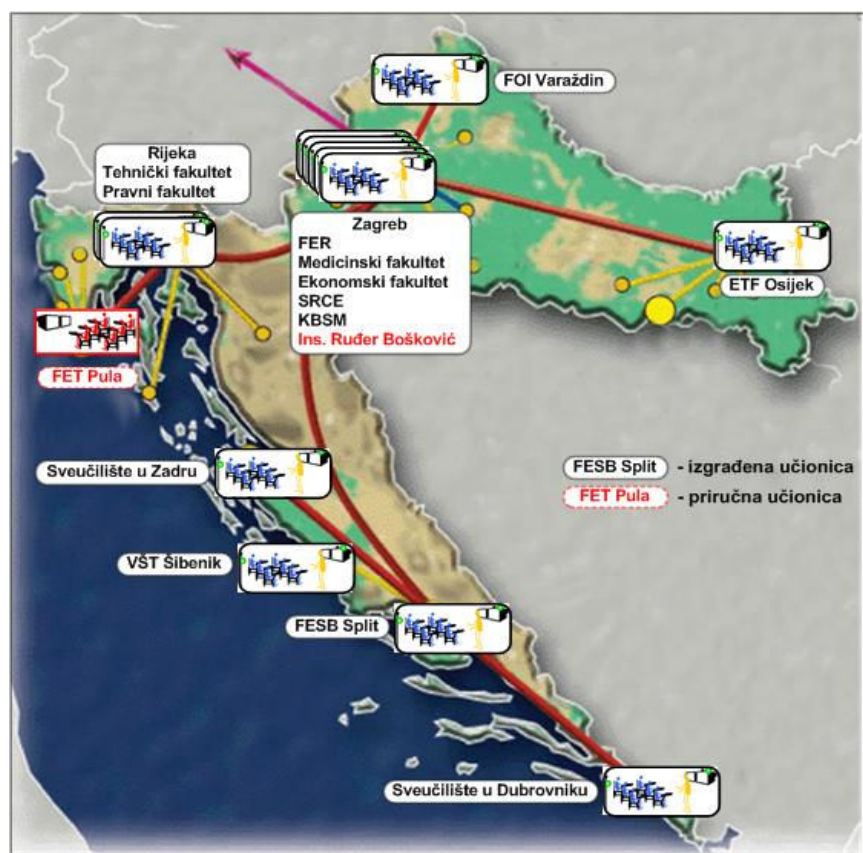 FOI Varaždin
Rijeka
Tehnički fakultet
Pravni fakultet
Zagreb
FER
Medicinski fakultet
Ekonomski fakultet
SRCE
KBSM
Ins. Ruđer Bošković
ETF Osijek
FET Pula
Sveučilište u Zadru
FESB Split - izgrađena učionica
FET Pula - priručna učionica
VŠT Šibenik
FESB Split
Sveučilište u Dubrovniku